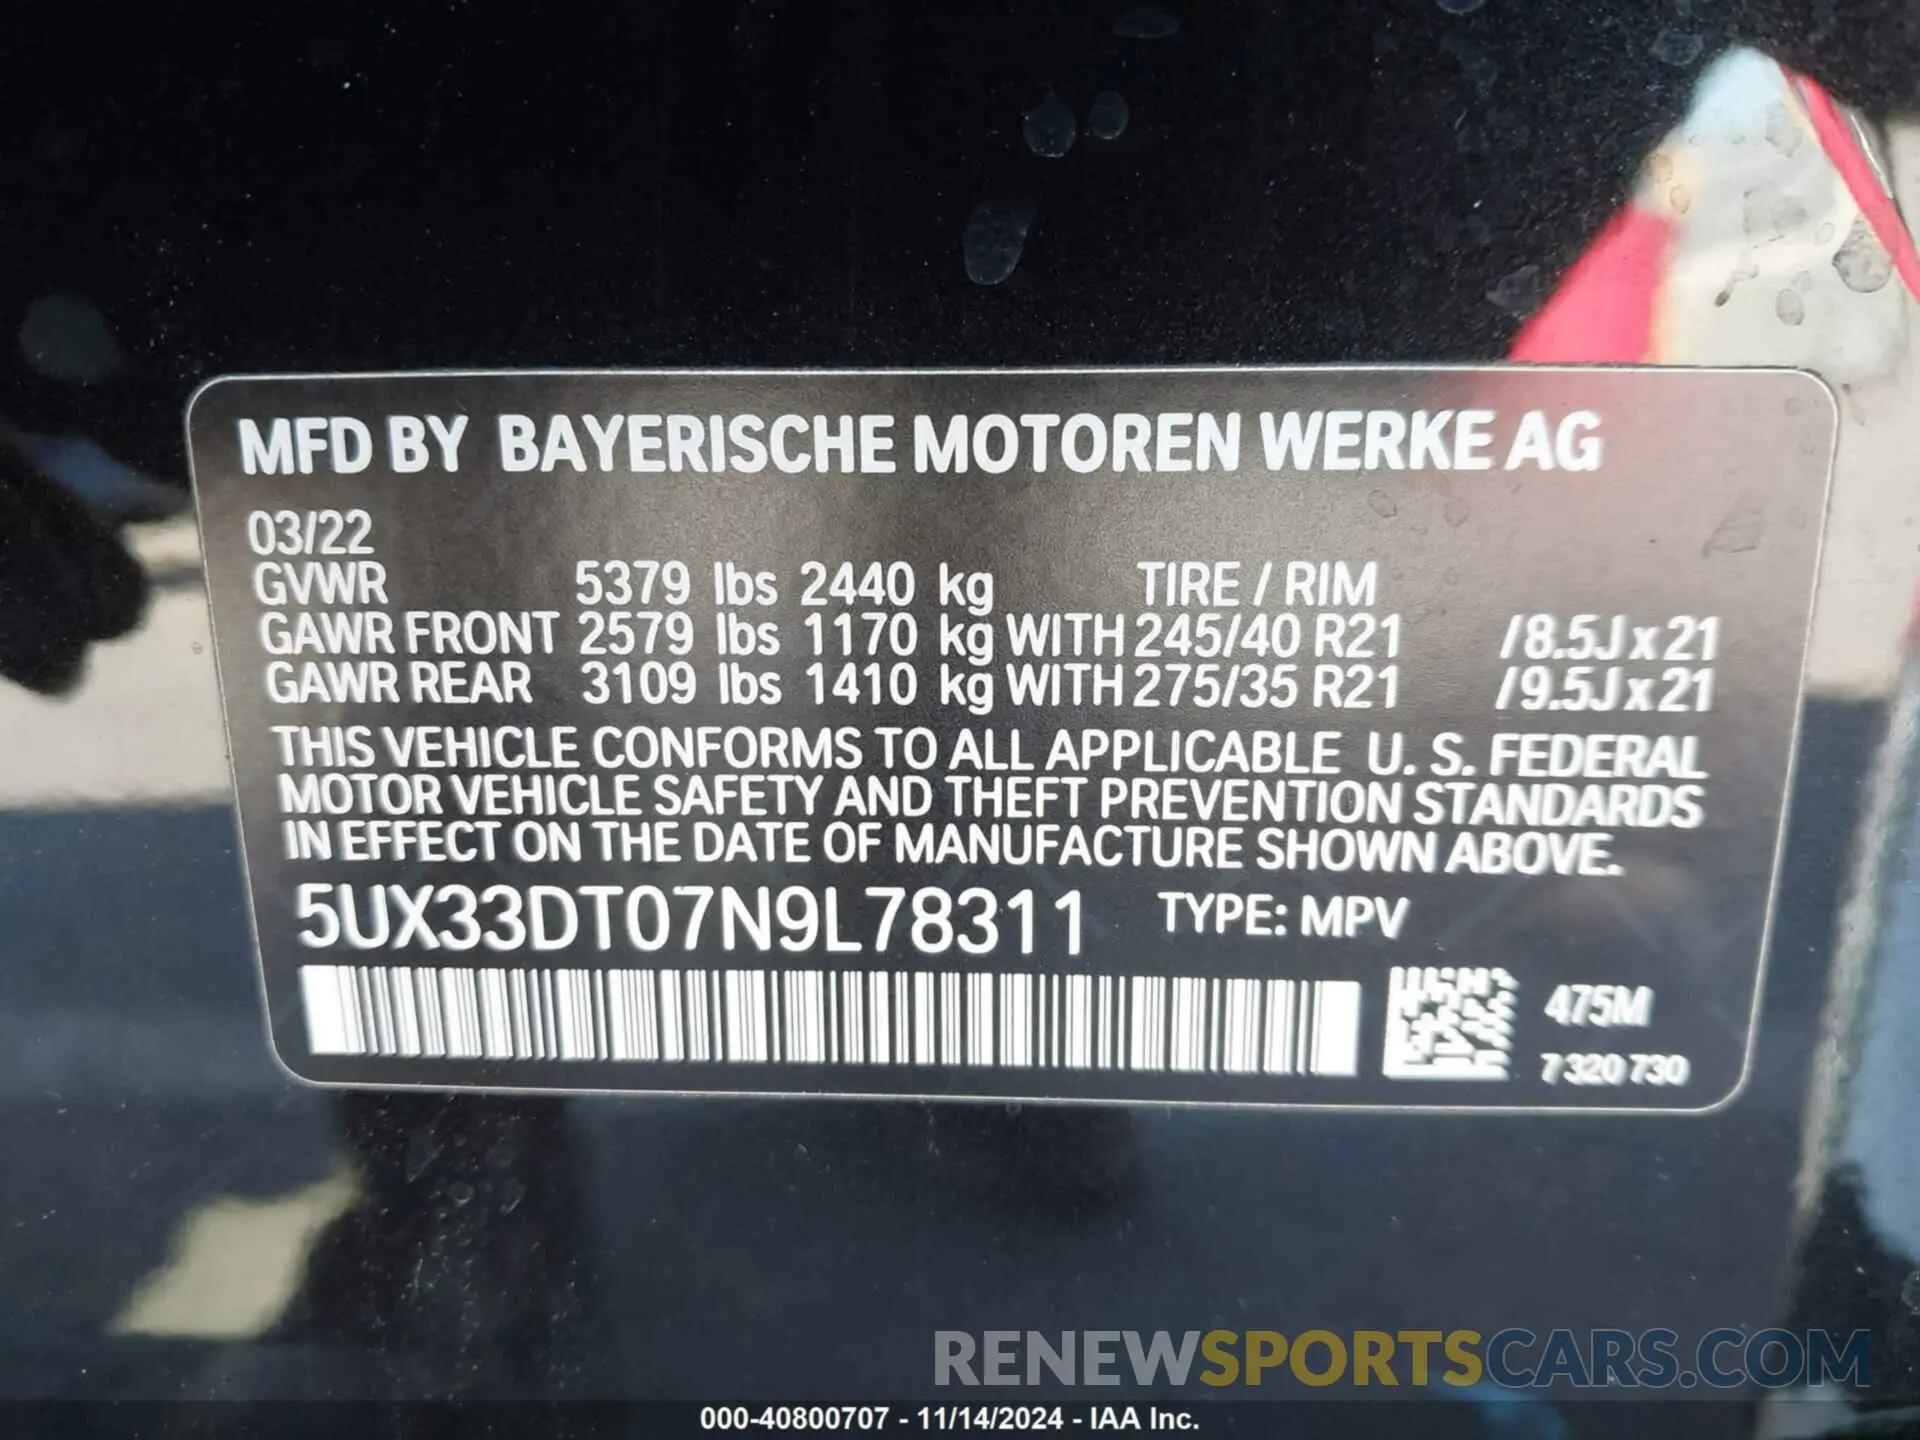 MFD BY BAYERISCHE MOTOREN WERKE AG
03/22
GVWR 5379 lbs 2440 kg TIRE / RIM
GAWR FRONT 2579 lbs 1170 kg WITH 245/40 R21 /8.5J x 21
GAWR REAR 3109 lbs 1410 kg WITH 275/35 R21 /9.5J x 21
THIS VEHICLE CONFORMS TO ALL APPLICABLE U. S. FEDERAL
MOTOR VEHICLE SAFETY AND THEFT PREVENTION STANDARDS
IN EFFECT ON THE DATE OF MANUFACTURE SHOWN ABOVE.
5UX33DT07N9L78311 TYPE: MPV
475M
7 320 730
RENEWSPORTSCARS.COM
000-40800707 - 11/14/2024 - IAA Inc.